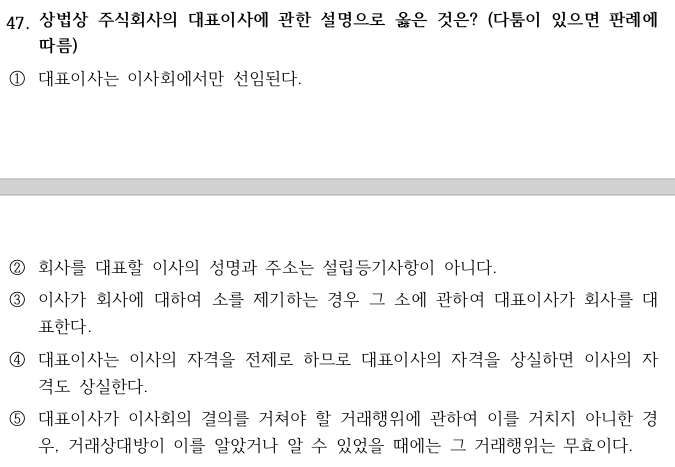 47. 상법상 주식회사의 대표이사에 관한 설명으로 옳은 것은? (다툼이 있으면 판례에
따름)
① 대표이사는 이사회에서만 선임된다.
② 회사를 대표할 이사의 성명과 주소는 설립등기사항이 아니다.
③ 이사가 회사에 대하여 소를 제기하는 경우 그 소에 관하여 대표이사가 회사를 대
표한다.
④ 대표이사는 이사의 자격을 전제로 하므로 대표이사의 자격을 상실하면 이사의 자
격도 상실한다.
⑤ 대표이사가 이사회의 결의를 거쳐야 할 거래행위에 관하여 이를 거치지 아니한 경
우, 거래상대방이 이를 알았거나 알 수 있었을 때에는 그 거래행위는 무효이다.